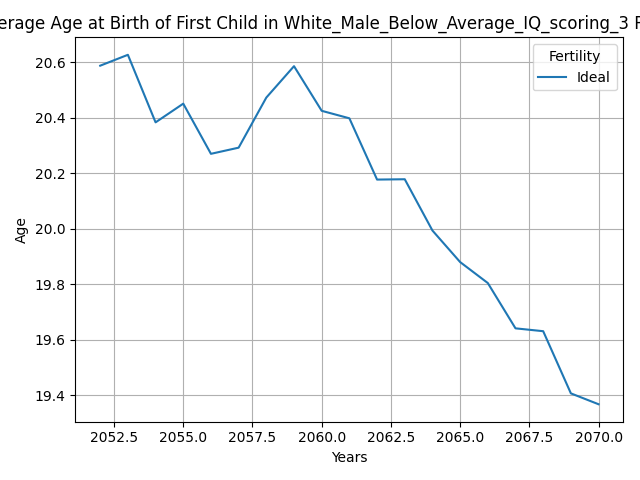 Age at Birth of First Child in White_Male_Below_Average_IQ_scoring_3
Fertility
Ideal
20.6
20.4
20.2
20.0
19.8
19.6
19.4
Age
2052.5 2055.0 2057.5 2060.0 2062.5 2065.0 2067.5 2070.0
Years